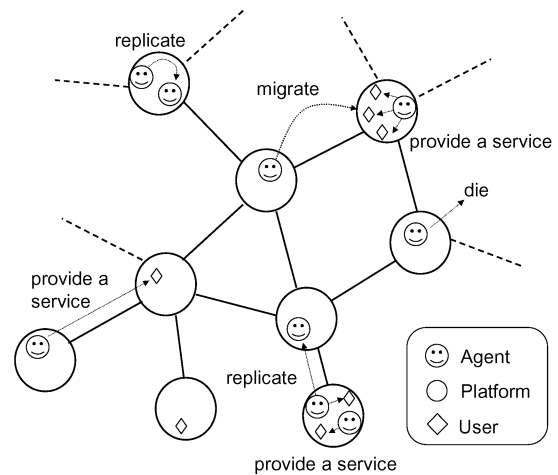 replicate
migrate
provide a service
die
provide a
service
replicate
provide a service
Agent
Platform
User